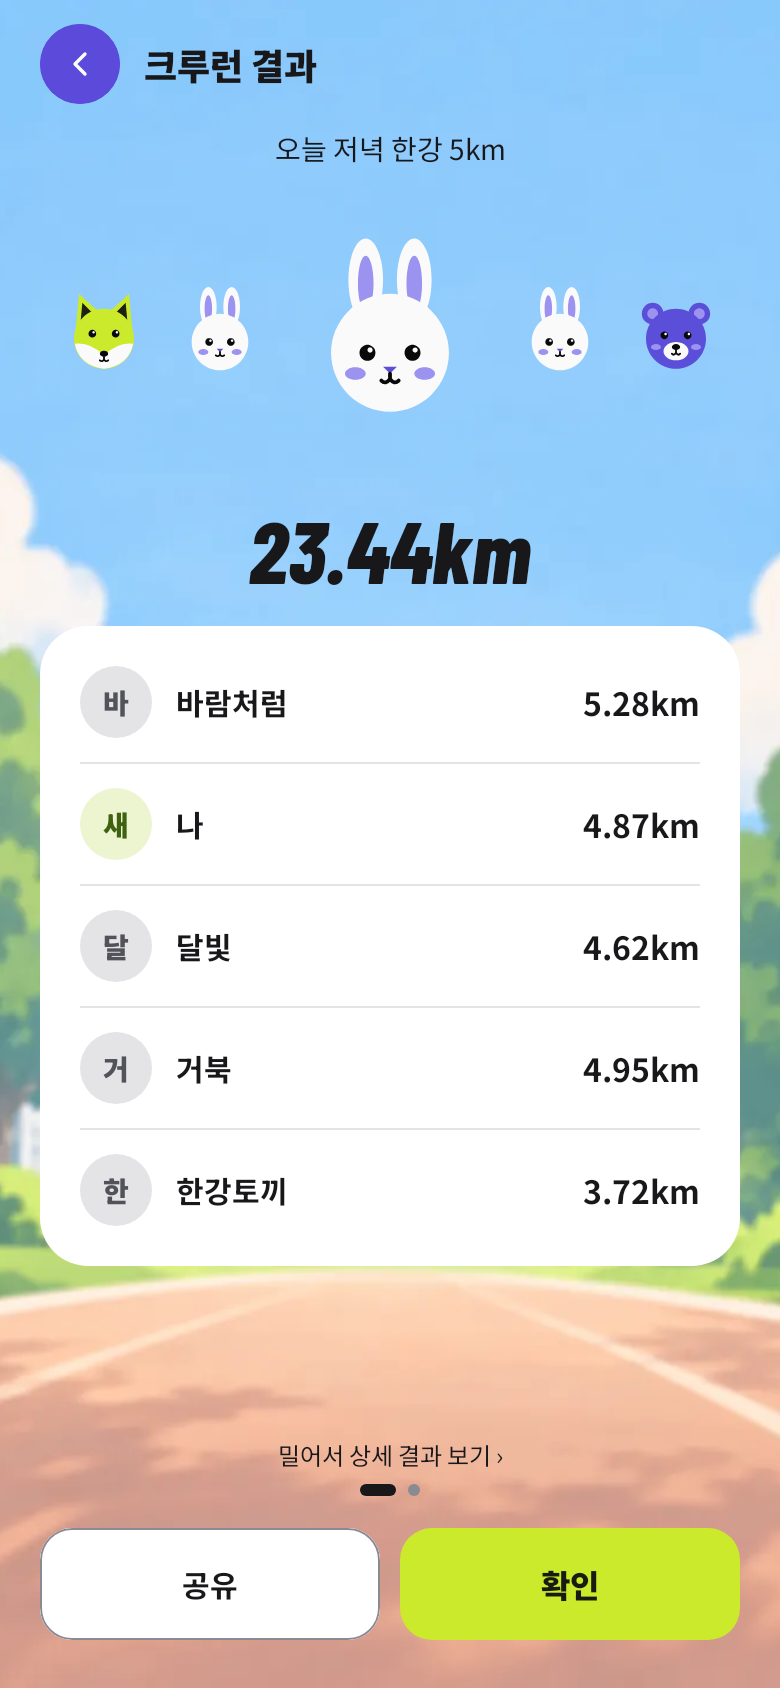 크루런 결과
오늘 저녁 한강 5km
23.44km
바 바람처럼 5.28km
새 나 4.87km
달 달빛 4.62km
거 거북 4.95km
한 한강토끼 3.72km
밀어서 상세 결과 보기 ›
공유 확인